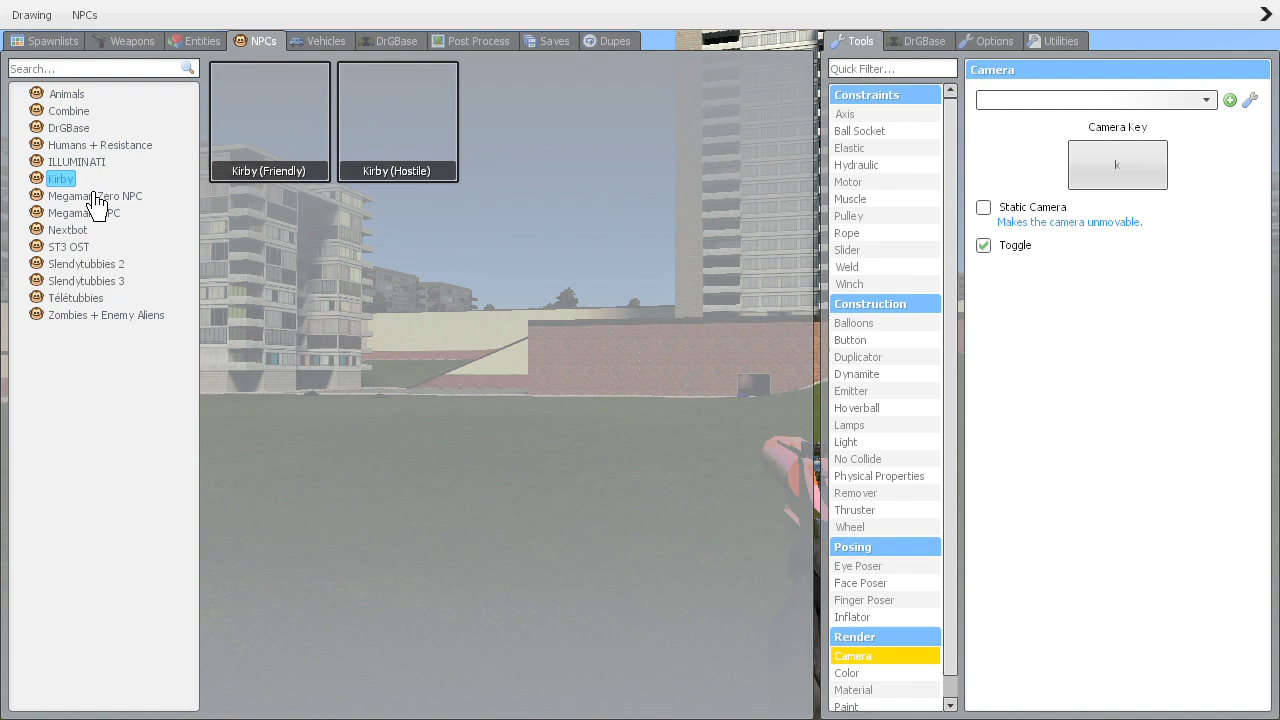 Drawing NPCs
Spawnlists Weapons Entities NPCs Vehicles DrGBase Post Process Saves Dupes
Search...
Animals
Combine
DrGBase
Humans + Resistance
ILLUMINATI
Kirby
Megaman Zero NPC
Nextbot
ST3 OST
Slendytubbies 2
Slendytubbies 3
Teletubbies
Zombies + Enemy Aliens
Kirby (Friendly)
Kirby (Hostile)
Tools DrGBase Options Utilities
Quick Filter...
Constraints
Axis
Ball Socket
Elastic
Hydraulic
Motor
Muscle
Pulley
Rope
Slider
Weld
Winch
Construction
Balloons
Button
Duplicator
Dynamite
Emitter
Hoverball
Lamps
Light
No Collide
Physical Properties
Remover
Thruster
Wheel
Posing
Eye Poser
Face Poser
Finger Poser
Inflator
Render
Camera
Color
Material
Paint
Camera
Camera Key
k
Static Camera
Makes the camera unmovable.
Toggle